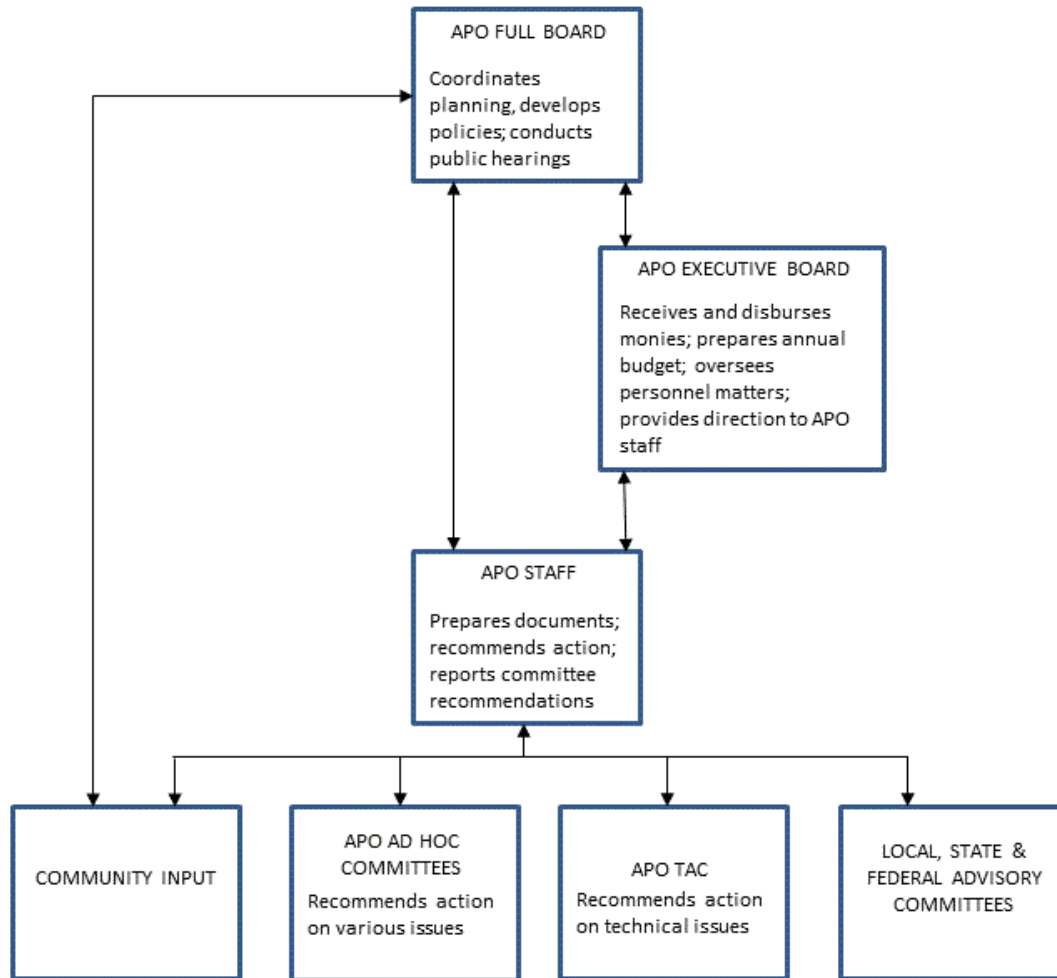 APO FULL BOARD
Coordinates
planning, develops
policies; conducts
public hearings
APO EXECUTIVE BOARD
Receives and disburses
monies; prepares annual
budget; oversees
personnel matters;
provides direction to APO
staff
APO STAFF
Prepares documents;
recommends action;
reports committee
recommendations
COMMUNITY INPUT
APO AD HOC
COMMITTEES
Recommends action
on various issues
APO TAC
Recommends action
on technical issues
LOCAL, STATE &
FEDERAL ADVISORY
COMMITTEES